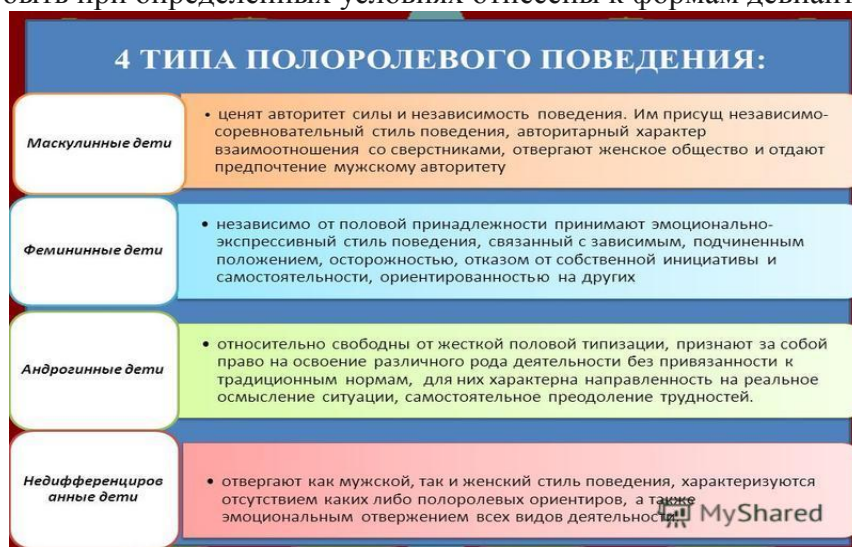 быть при определенных условиях отнесены к формам девиант
4 ТИПА ПОЛОРОЛЕВОГО ПОВЕДЕНИЯ:
Маскулинные дети
• ценят авторитет силы и независимость поведения. Им присущ независимо-
соревновательный стиль поведения, авторитарный характер
взаимоотношения со сверстниками, отвергают женское общество и отдают
предпочтение мужскому авторитету
Фемининные дети
• независимо от половой принадлежности принимают эмоционально-
экспрессивный стиль поведения, связанный с зависимым, подчиненным
положением, осторожностью, отказом от собственной инициативы и
самостоятельности, ориентированностью на других
Андрогинные дети
• относительно свободны от жесткой половой типизации, признают за собой
право на освоение различного рода деятельности без привязанности к
традиционным нормам, для них характерна направленность на реальное
осмысление ситуации, самостоятельное преодоление трудностей.
Недифференциров
анные дети
• отвергают как мужской, так и женский стиль поведения, характеризуются
отсутствием каких либо полоролевых ориентиров, а также
эмоциональным отвержением всех видов деятельности.
MyShared